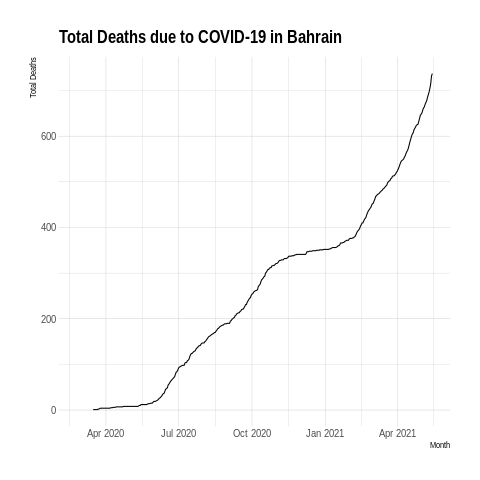 Total Deaths due to COVID-19 in Bahrain
Total Deaths
600
400
200
0
Apr 2020 Jul 2020 Oct 2020 Jan 2021 Apr 2021
Month